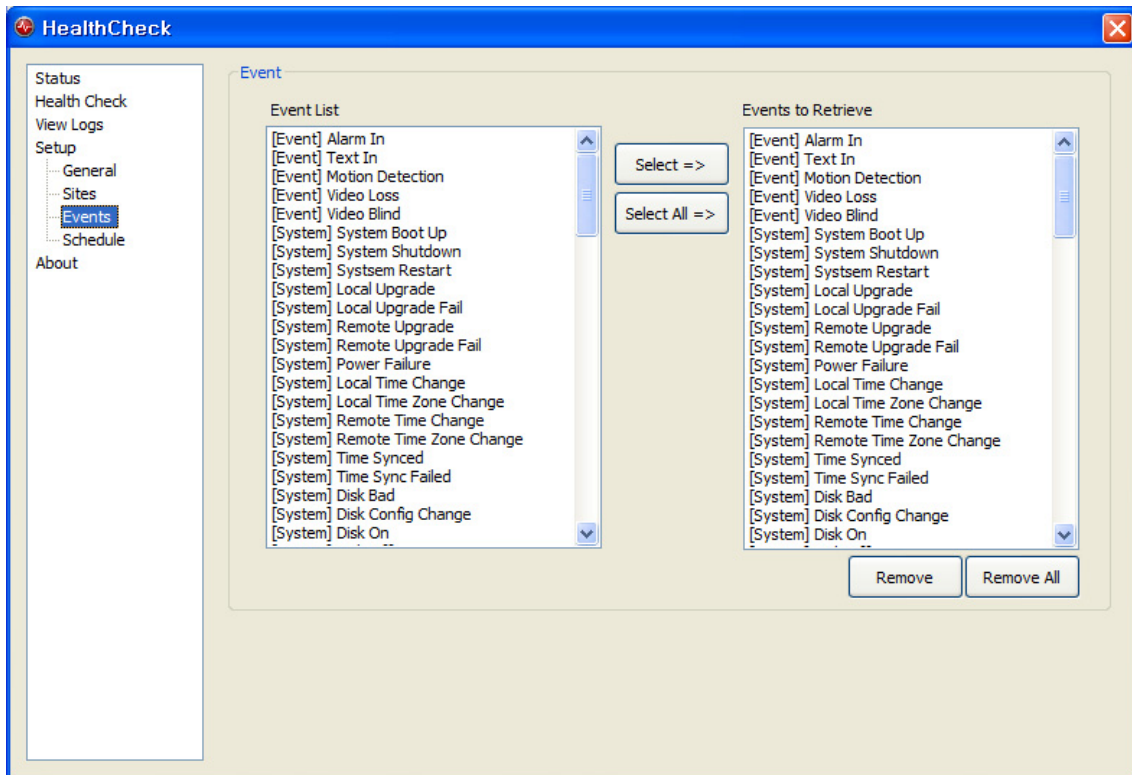 HealthCheck
Status
Health Check
View Logs
Setup
General
Sites
Events
Schedule
About
Event
Event List
[Event] Alarm In
[Event] Text In
[Event] Motion Detection
[Event] Video Loss
[Event] Video Blind
[System] System Boot Up
[System] System Shutdown
[System] Systsem Restart
[System] Local Upgrade
[System] Local Upgrade Fail
[System] Remote Upgrade
[System] Remote Upgrade Fail
[System] Power Failure
[System] Local Time Change
[System] Local Time Zone Change
[System] Remote Time Change
[System] Remote Time Zone Change
[System] Time Synced
[System] Time Sync Failed
[System] Disk Bad
[System] Disk Config Change
[System] Disk On
Select =>
Select All =>
Events to Retrieve
[Event] Alarm In
[Event] Text In
[Event] Motion Detection
[Event] Video Loss
[Event] Video Blind
[System] System Boot Up
[System] System Shutdown
[System] Systsem Restart
[System] Local Upgrade
[System] Local Upgrade Fail
[System] Remote Upgrade
[System] Remote Upgrade Fail
[System] Power Failure
[System] Local Time Change
[System] Local Time Zone Change
[System] Remote Time Change
[System] Remote Time Zone Change
[System] Time Synced
[System] Time Sync Failed
[System] Disk Bad
[System] Disk Config Change
[System] Disk On
Remove
Remove All